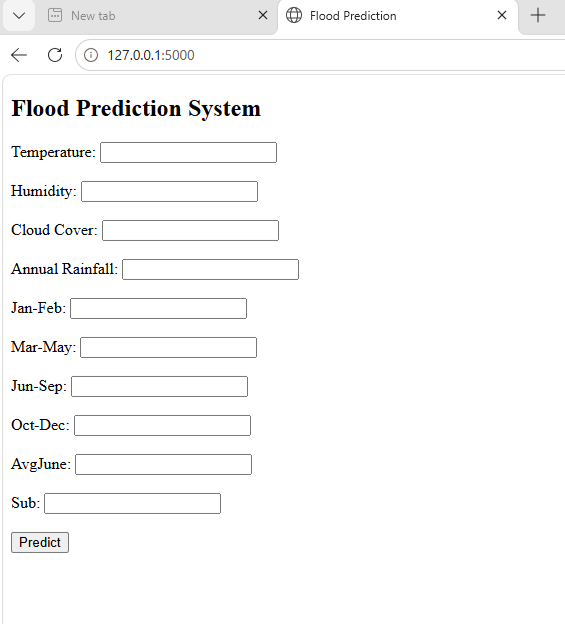 New tab
Flood Prediction
127.0.0.1:5000
Flood Prediction System
Temperature:
Humidity:
Cloud Cover:
Annual Rainfall:
Jan-Feb:
Mar-May:
Jun-Sep:
Oct-Dec:
AvgJune:
Sub:
Predict